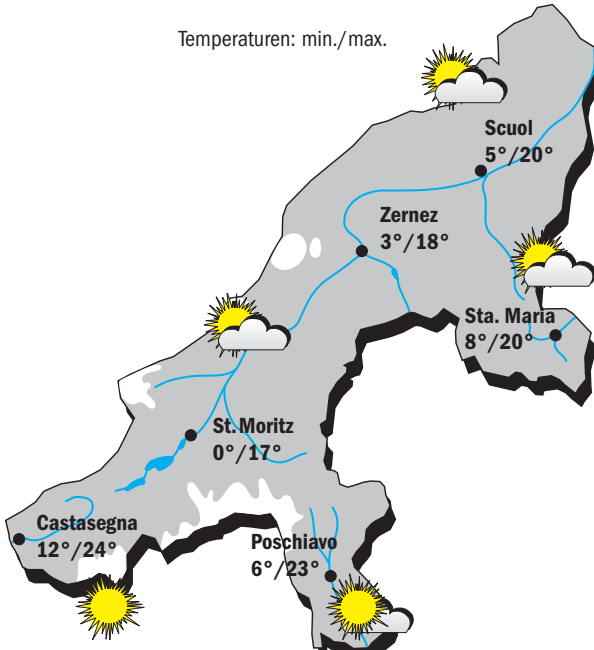 Temperaturen: min./max.
Scuol
5°/20°
Zernez
3°/18°
Sta. Maria
8°/20°
St. Moritz
0°/17°
Castasegna
12°/24°
Poschiavo
6°/23°